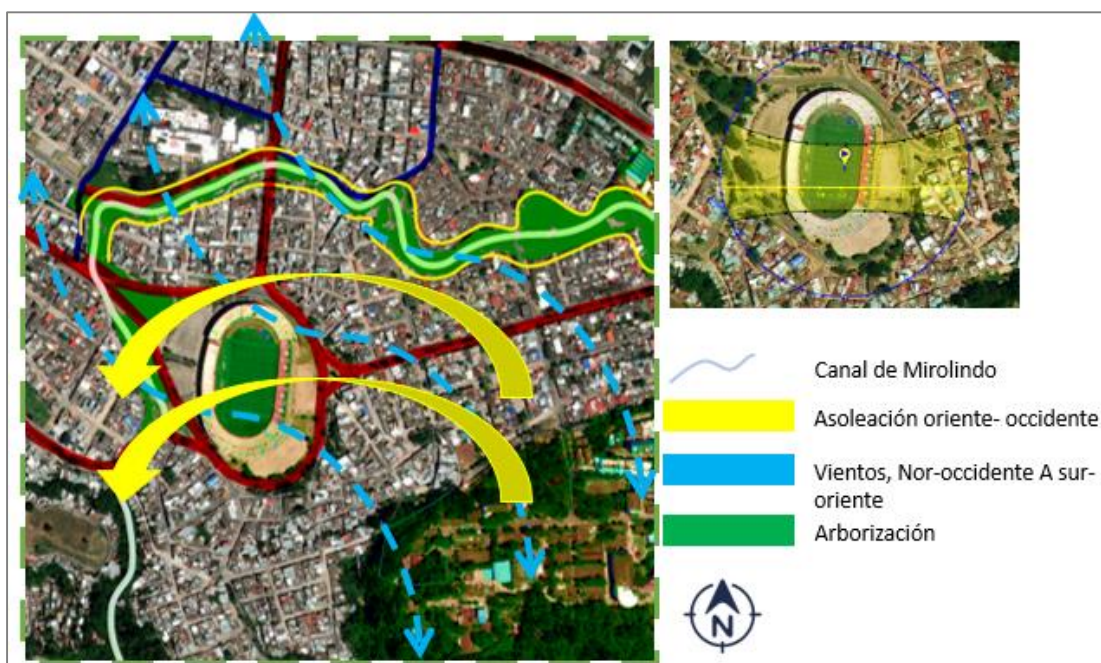 Canal de Mirolindo
Asoleación oriente- occidente
Vientos, Nor-occidente A sur-
oriente
Arborización
N